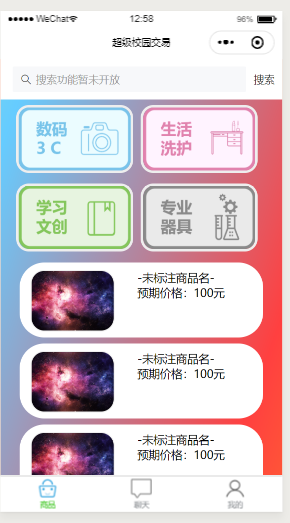 WeChat 12:58 96%
超级校园交易
搜索功能暂未开放 搜索
数码 生活
3 C 洗护
学习 专业
文创 器具
-未标注商品名-
预期价格：100元
-未标注商品名-
预期价格：100元
-未标注商品名-
预期价格：100元
商品 聊天 我的